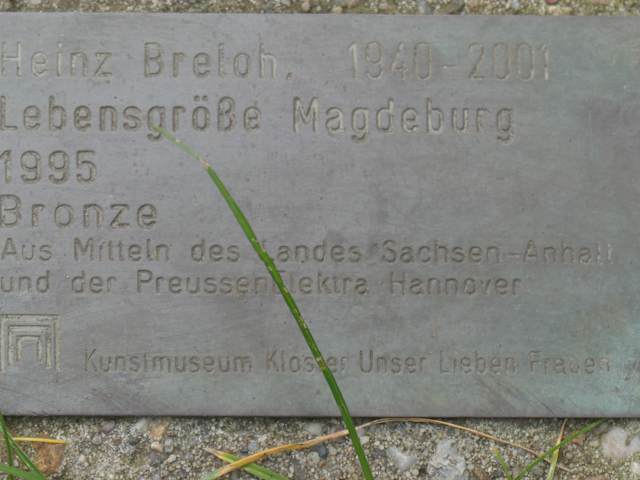 Heinz Breloh, 1940-2001
Lebensgröße Magdeburg
1995
Bronze
Aus Mitteln des Landes Sachsen-Anhalt
und der PreussenElektra Hannover
Kunstmuseum Kloster Unser Lieben Frauen